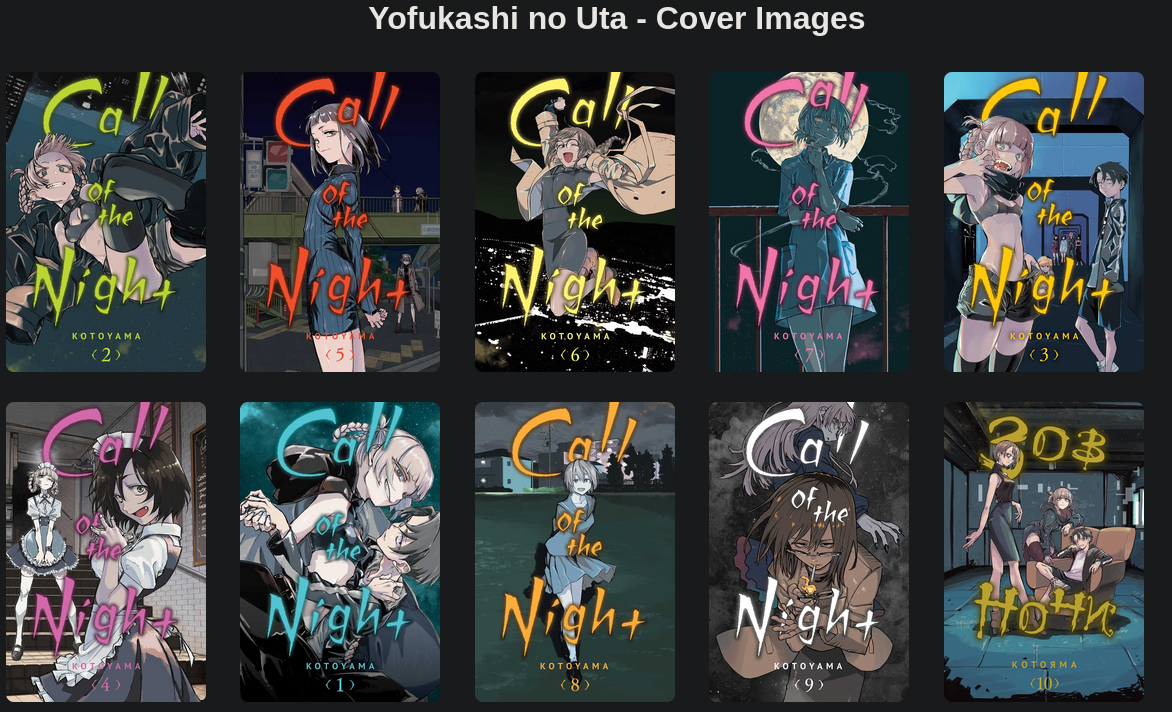 Yofukashi no Uta - Cover Images
Call
of
the
Night
KOTOYAMA
〈2〉
Call
of
the
Night
KOTOYAMA
〈5〉
Call
of
the
Night
KOTOYAMA
〈6〉
Call
of
the
Night
KOTOYAMA
〈7〉
Call
of
the
Night
KOTOYAMA
〈3〉
Call
of
the
Night
KOTOYAMA
〈4〉
Call
of
the
Night
KOTOYAMA
〈1〉
Call
of
the
Night
KOTOYAMA
〈8〉
Call
of
the
Night
KOTOYAMA
〈9〉
ЗОВ
НОЧИ
КОТОЯМА
〈10〉